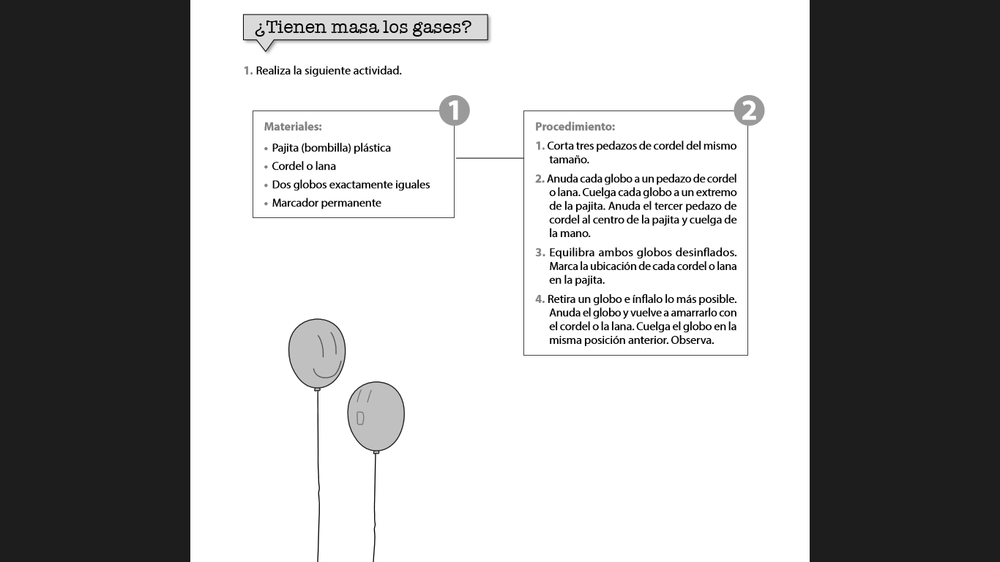 ¿Tienen masa los gases?
1. Realiza la siguiente actividad.
1
Materiales:
• Pajita (bombilla) plástica
• Cordel o lana
• Dos globos exactamente iguales
• Marcador permanente
2
Procedimiento:
1. Corta tres pedazos de cordel del mismo
tamaño.
2. Anuda cada globo a un pedazo de cordel
o lana. Cuelga cada globo a un extremo
de la pajita. Anuda el tercer pedazo de
cordel al centro de la pajita y cuelga de
la mano.
3. Equilibra ambos globos desinflados.
Marca la ubicación de cada cordel o lana
en la pajita.
4. Retira un globo e ínflalo lo más posible.
Anuda el globo y vuelve a amarrarlo con
el cordel o la lana. Cuelga el globo en la
misma posición anterior. Observa.